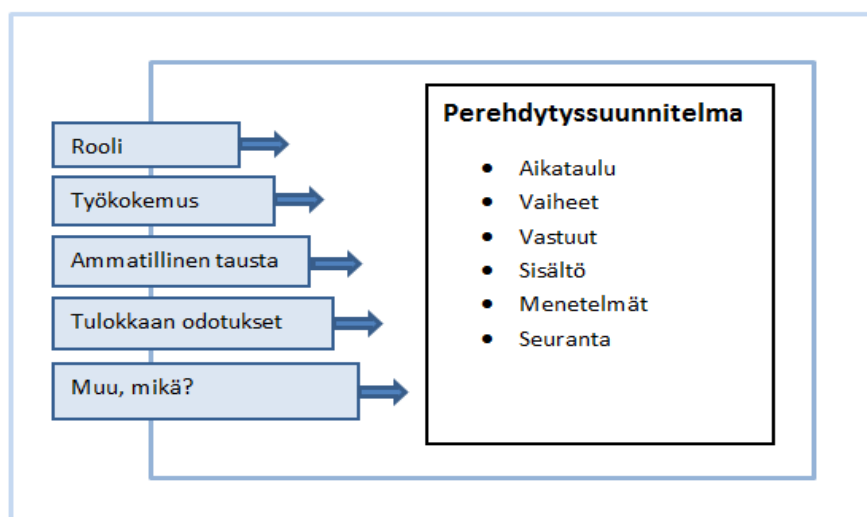 Rooli
Työkokemus
Ammatillinen tausta
Tulokkaan odotukset
Muu, mikä?
Perehdytyssuunnitelma
• Aikataulu
• Vaiheet
• Vastuut
• Sisältö
• Menetelmät
• Seuranta